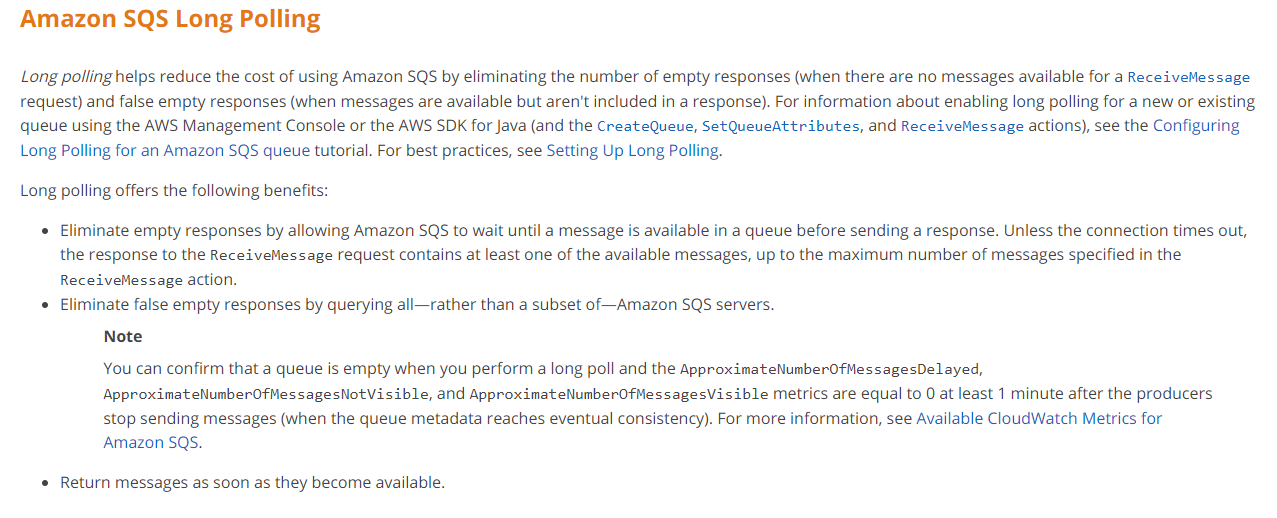 Amazon SQS Long Polling
Long polling helps reduce the cost of using Amazon SQS by eliminating the number of empty responses (when there are no messages available for a ReceiveMessage
request) and false empty responses (when messages are available but aren't included in a response). For information about enabling long polling for a new or existing
queue using the AWS Management Console or the AWS SDK for Java (and the CreateQueue, SetQueueAttributes, and ReceiveMessage actions), see the Configuring
Long Polling for an Amazon SQS queue tutorial. For best practices, see Setting Up Long Polling.
Long polling offers the following benefits:
• Eliminate empty responses by allowing Amazon SQS to wait until a message is available in a queue before sending a response. Unless the connection times out,
the response to the ReceiveMessage request contains at least one of the available messages, up to the maximum number of messages specified in the
ReceiveMessage action.
• Eliminate false empty responses by querying all—rather than a subset of—Amazon SQS servers.
Note
You can confirm that a queue is empty when you perform a long poll and the ApproximateNumberOfMessagesDelayed,
ApproximateNumberOfMessagesNotVisible, and ApproximateNumberOfMessagesVisible metrics are equal to 0 at least 1 minute after the producers
stop sending messages (when the queue metadata reaches eventual consistency). For more information, see Available CloudWatch Metrics for
Amazon SQS.
• Return messages as soon as they become available.